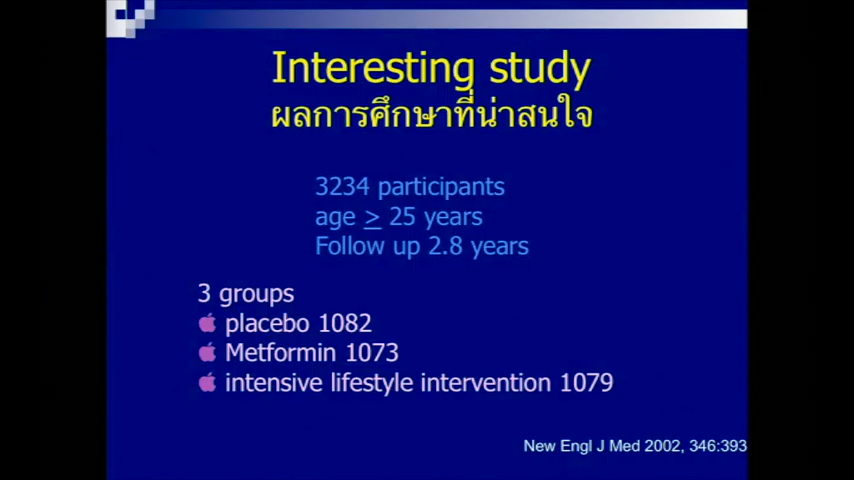 Interesting study
ผลการศึกษาที่น่าสนใจ
3234 participants
age ≥ 25 years
Follow up 2.8 years
3 groups
placebo 1082
Metformin 1073
intensive lifestyle intervention 1079
New Engl J Med 2002, 346:393